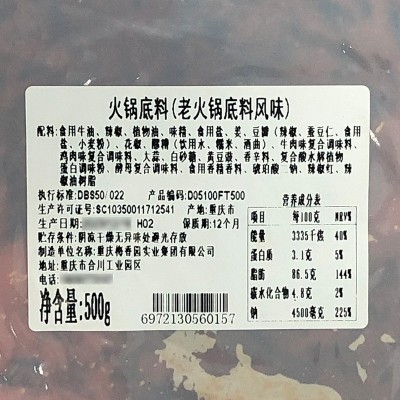 火锅底料(老火锅底料风味)
配料:食用牛油、辣椒、植物油、味精、食用盐、姜、豆瓣(辣椒、蚕豆仁、食用
盐、小麦粉)、花椒、醪糟(饮用水、糯米、酒曲)、牛肉味复合调味料、
鸡肉味复合调味料、大蒜、白砂糖、黄豆豉、香辛料、复合酸水解植物
蛋白调味粉、酵母提取物、食用香精香料、琥珀酸二钠、辣椒红、辣
椒油树脂
执行标准:DBS50/022
产品编号:D05100FT500
生产许可证号:SC10350011712541
产地:重庆市
生产日期: H02
保质期:12个月
贮存条件:阴凉干燥无异味处避光存放
制造单位名称:重庆梅香园实业集团有限公司
地址:重庆市合川工业园区
电话:
净含量:500g
6972130560157
营养成分表
项目 每100克 NRV%
能量 3335千焦 40%
蛋白质 3.1克 5%
脂肪 86.5克 144%
碳水化合物 4.8克 2%
钠 4500毫克 225%